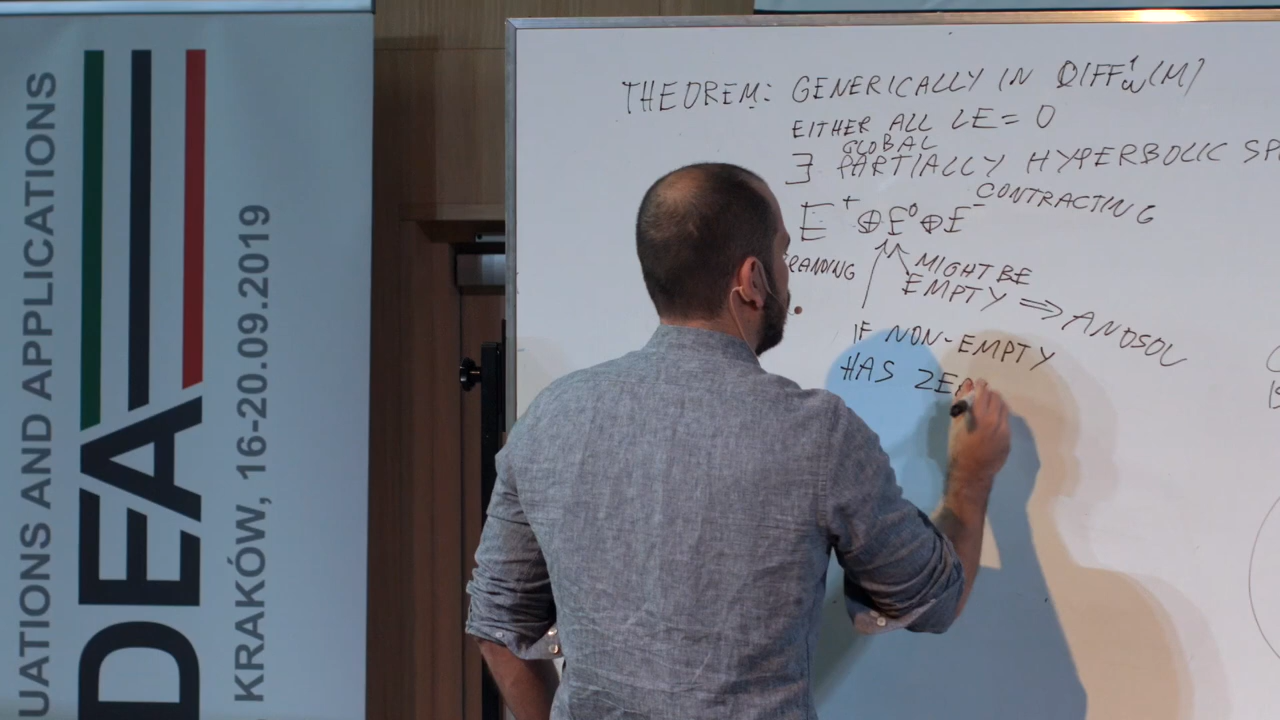 UATIONS AND APPLICATIONS
DEA
KRAKÓW, 16-20.09.2019
THEOREM: GENERICALLY IN DIFF¹ω(M)
EITHER ALL LE = 0
GLOBAL
∃ PARTIALLY HYPERBOLIC SP
CONTRACTING
E⁺ ⊕ E⁰ ⊕ E⁻
PANDING
MIGHT BE
EMPTY ⇒ ANOSOV
IF NON-EMPTY
HAS ZE